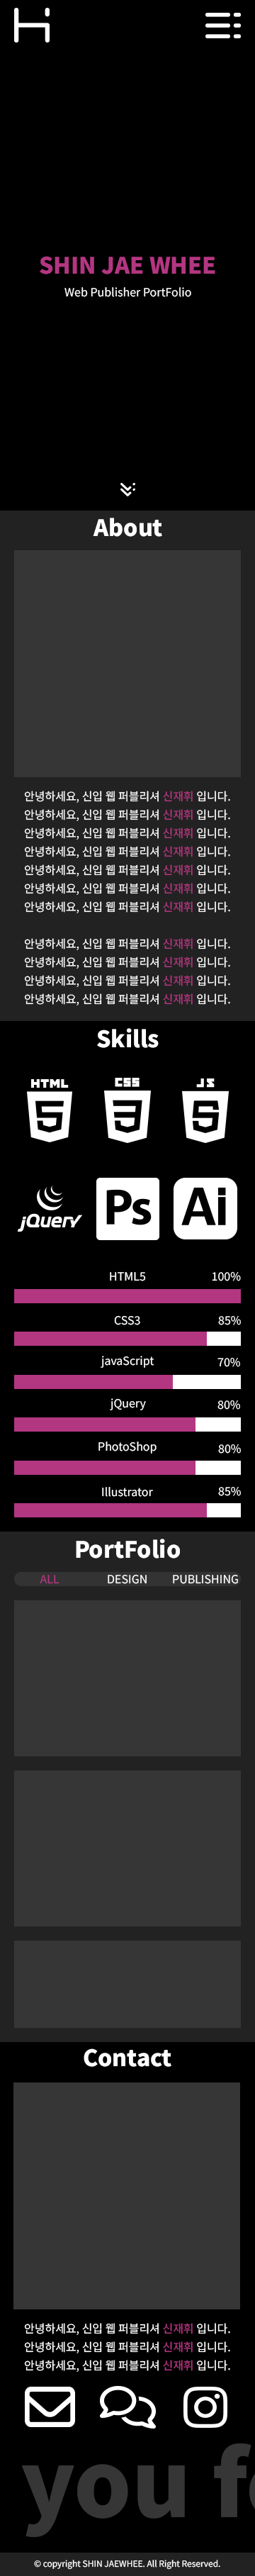 SHIN JAE WHEE
Web Publisher PortFolio
About
안녕하세요, 신입 웹 퍼블리셔 신재휘 입니다.
안녕하세요, 신입 웹 퍼블리셔 신재휘 입니다.
안녕하세요, 신입 웹 퍼블리셔 신재휘 입니다.
안녕하세요, 신입 웹 퍼블리셔 신재휘 입니다.
안녕하세요, 신입 웹 퍼블리셔 신재휘 입니다.
안녕하세요, 신입 웹 퍼블리셔 신재휘 입니다.
안녕하세요, 신입 웹 퍼블리셔 신재휘 입니다.
안녕하세요, 신입 웹 퍼블리셔 신재휘 입니다.
안녕하세요, 신입 웹 퍼블리셔 신재휘 입니다.
안녕하세요, 신입 웹 퍼블리셔 신재휘 입니다.
안녕하세요, 신입 웹 퍼블리셔 신재휘 입니다.
Skills
HTML CSS JS
5 3 5
jQuery Ps Ai
HTML5 100%
CSS3 85%
javaScript 70%
jQuery 80%
PhotoShop 80%
Illustrator 85%
PortFolio
ALL DESIGN PUBLISHING
Contact
안녕하세요, 신입 웹 퍼블리셔 신재휘 입니다.
안녕하세요, 신입 웹 퍼블리셔 신재휘 입니다.
안녕하세요, 신입 웹 퍼블리셔 신재휘 입니다.
you fo
© copyright SHIN JAEWHEE. All Right Reserved.